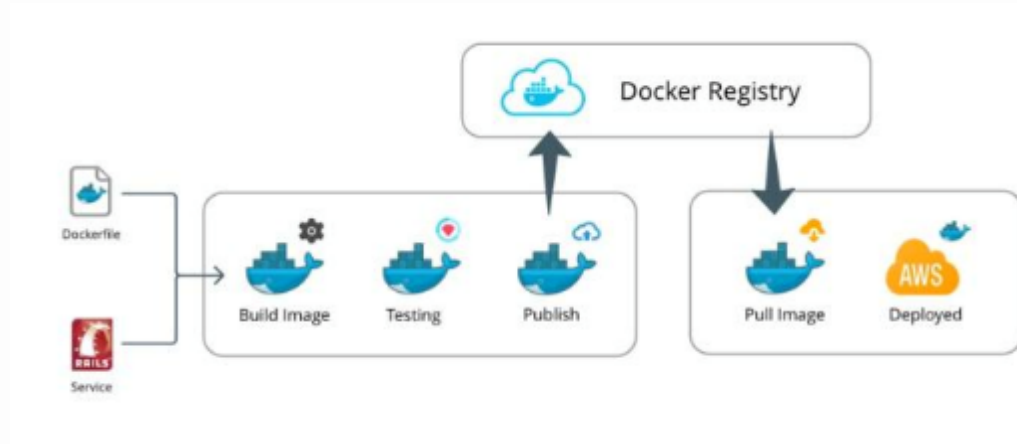 Docker Registry
Dockerfile
Build Image
Testing
Publish
Pull Image
AWS
Deployed
RAILS
Service